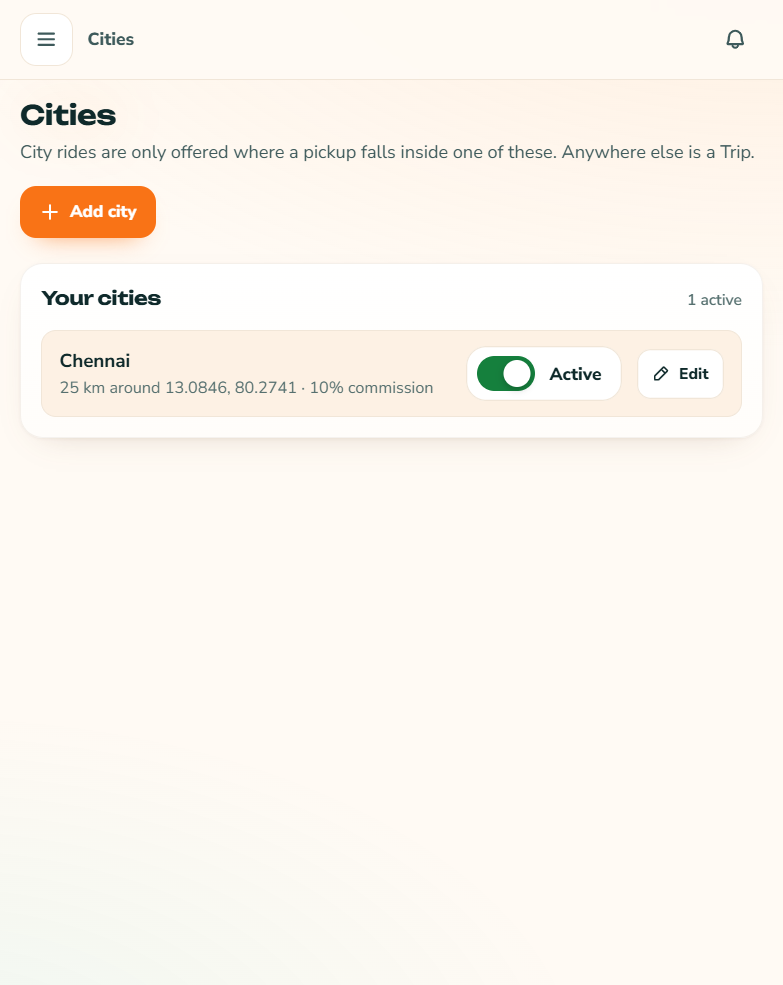 Cities
Cities
City rides are only offered where a pickup falls inside one of these. Anywhere else is a Trip.
Add city
Your cities
1 active
Chennai
25 km around 13.0846, 80.2741 · 10% commission
Active
Edit